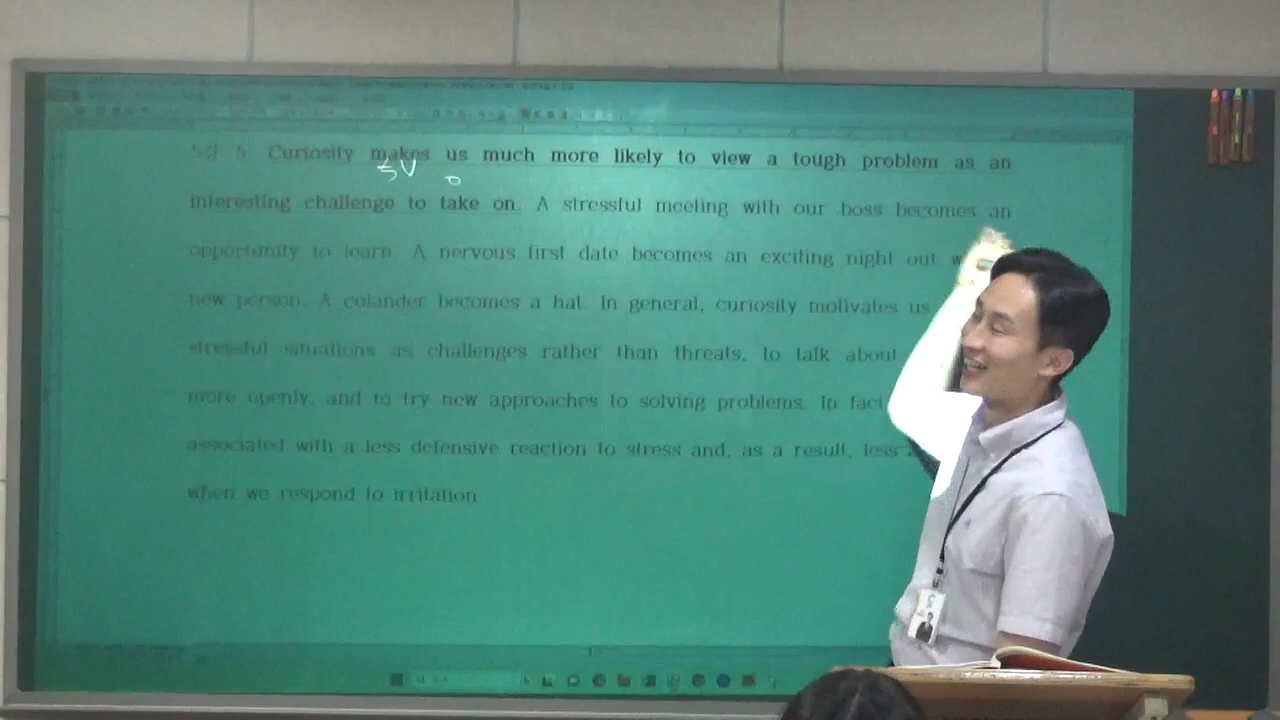 5 Curiosity makes us much more likely to view a tough problem as an
5V o
interesting challenge to take on. A stressful meeting with our boss becomes an
opportunity to learn. A nervous first date becomes an exciting night out
new person. A colander becomes a hat. In general, curiosity motivates us
stressful situations as challenges rather than threats, to talk about
more openly, and to try new approaches to solving problems. In fact
associated with a less defensive reaction to stress and, as a result, less
when we respond to irritation